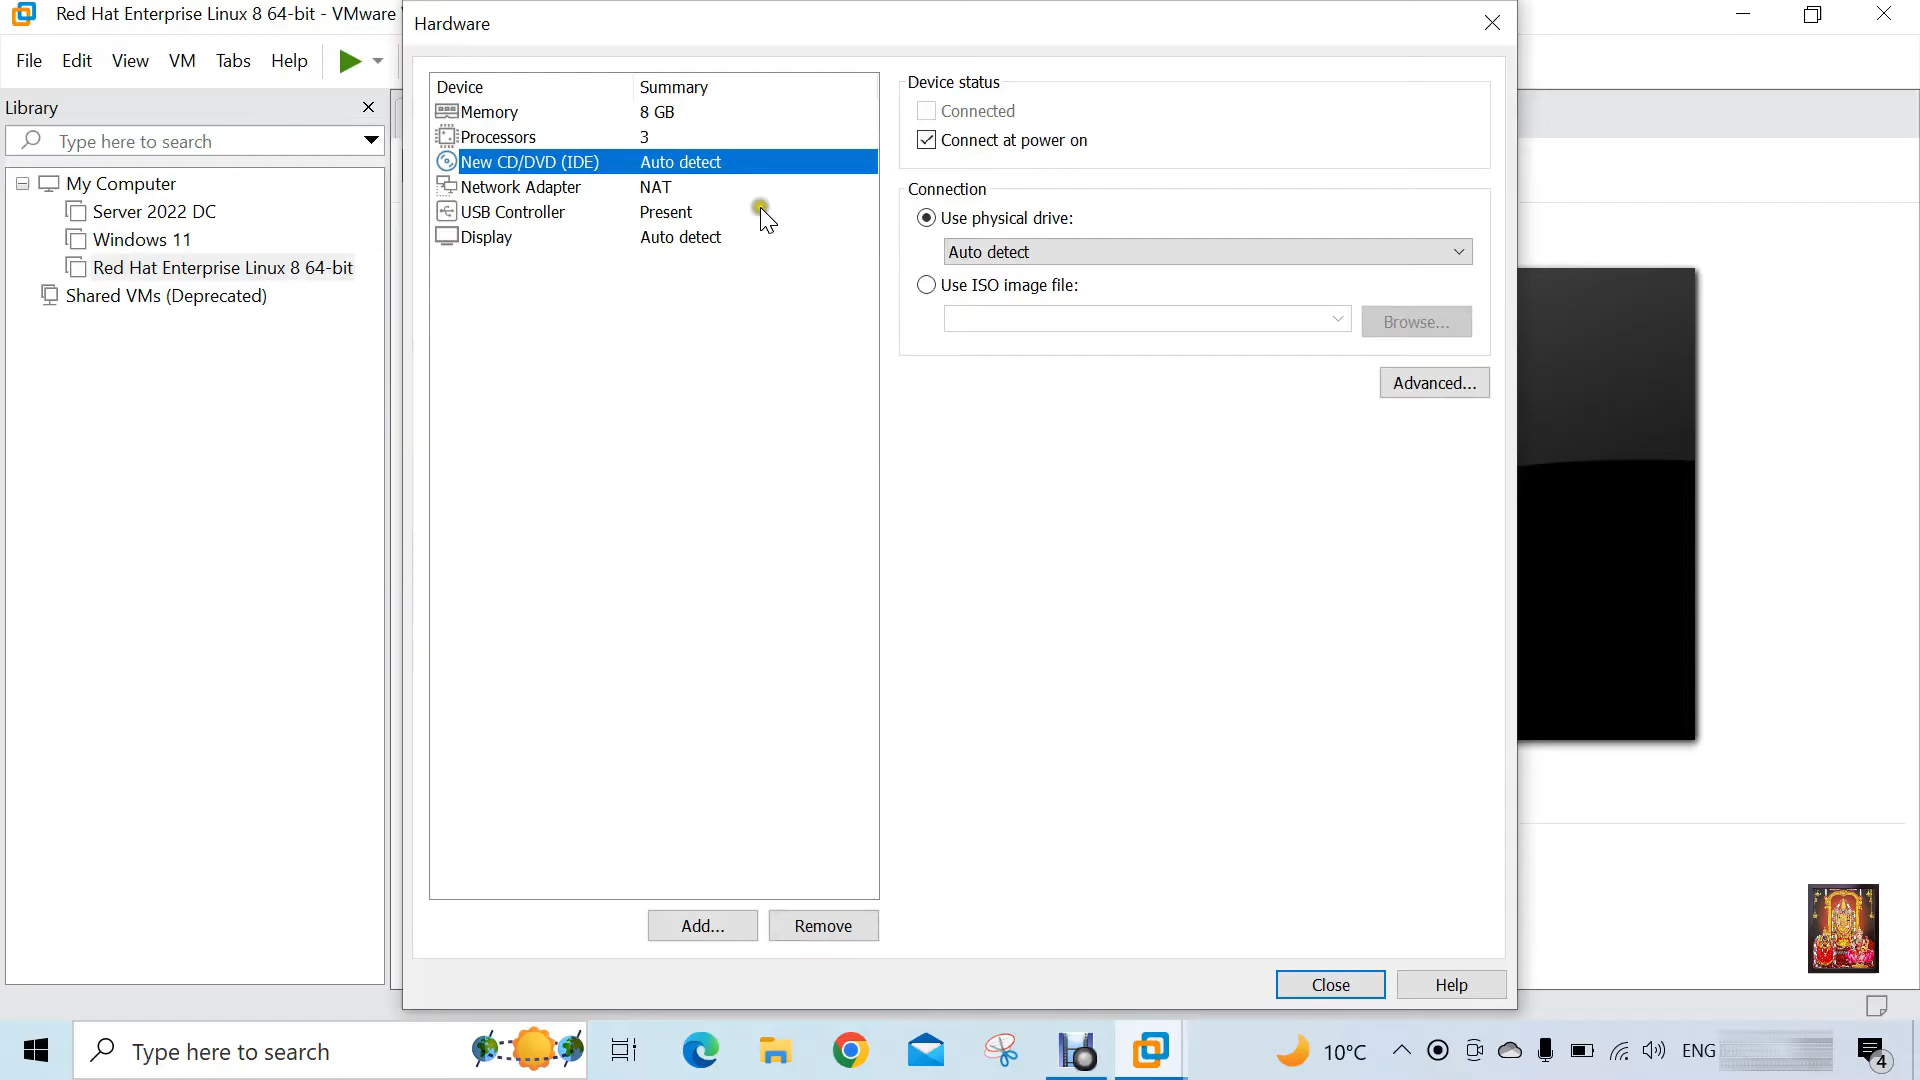 Red Hat Enterprise Linux 8 64-bit - VMware
File Edit View VM Tabs Help
Library
Type here to search
My Computer
Server 2022 DC
Windows 11
Red Hat Enterprise Linux 8 64-bit
Shared VMs (Deprecated)
Hardware
Device Summary
Memory 8 GB
Processors 3
New CD/DVD (IDE) Auto detect
Network Adapter NAT
USB Controller Present
Display Auto detect
Add... Remove
Device status
Connected
Connect at power on
Connection
Use physical drive:
Auto detect
Use ISO image file:
Browse...
Advanced...
Close Help
Type here to search
10°C
ENG
4